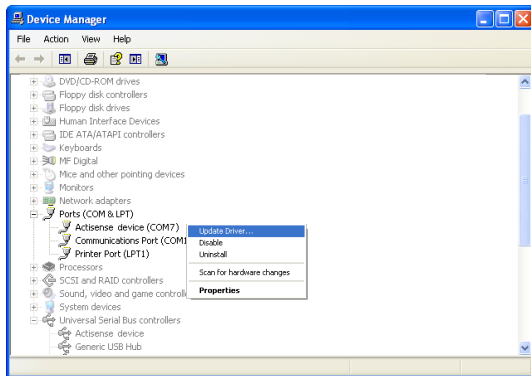 Device Manager
File Action View Help
DVD/CD-ROM drives
Floppy disk controllers
Floppy disk drives
Human Interface Devices
IDE ATA/ATAPI controllers
Keyboards
MF Digital
Mice and other pointing devices
Monitors
Network adapters
Ports (COM & LPT)
Actisense device (COM7)
Communications Port (COM1
Printer Port (LPT1)
Processors
SCSI and RAID controllers
Sound, video and game controlle
System devices
Universal Serial Bus controllers
Actisense device
Generic USB Hub
Update Driver...
Disable
Uninstall
Scan for hardware changes
Properties